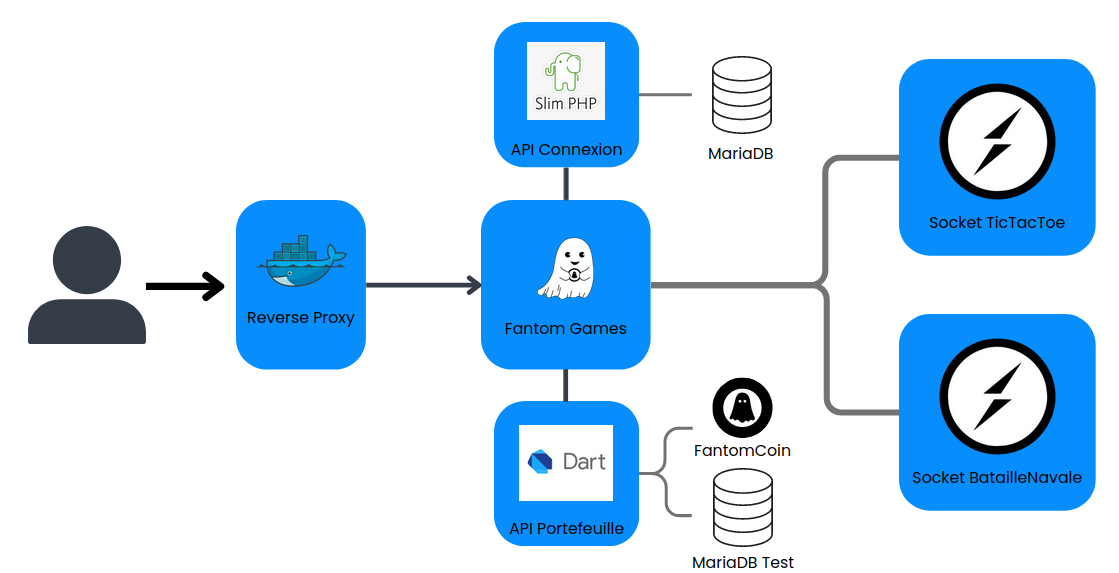 Slim PHP
API Connexion
MariaDB
Socket TicTacToe
Reverse Proxy
Fantom Games
FantomCoin
Dart
API Portefeuille
MariaDB Test
Socket BatailleNavale